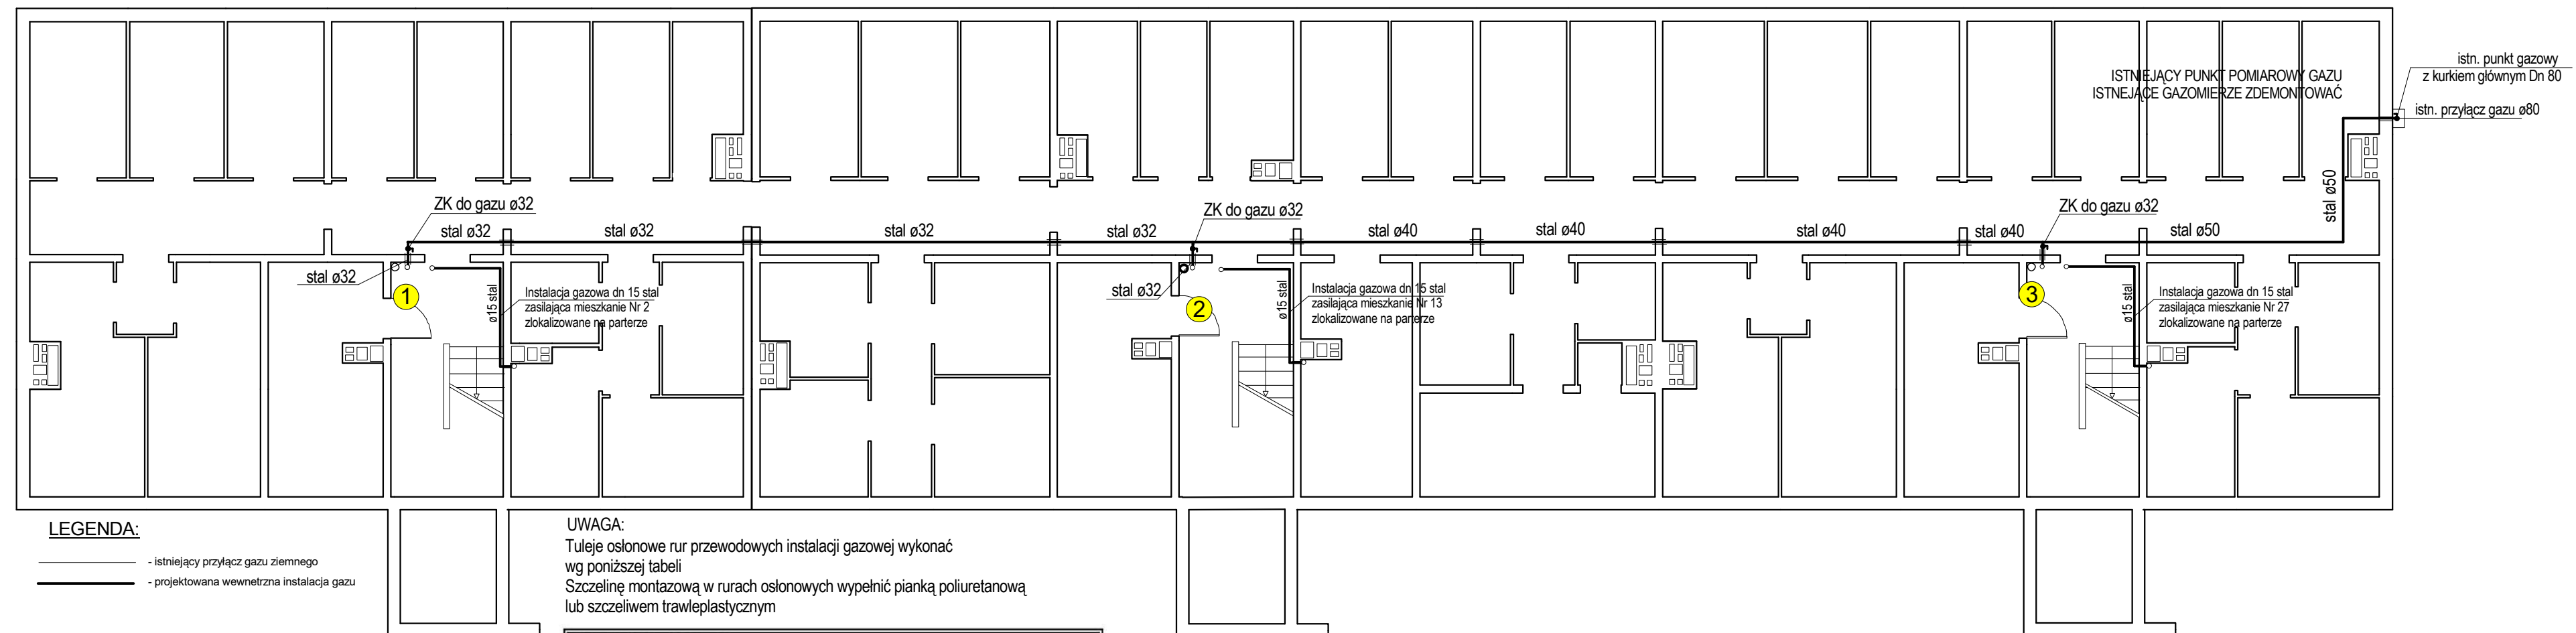 ISTNIEJĄCY PUNKT POMIAROWY GAZU
ISTNEJĄCE GAZOMIERZE ZDEMONTOWAĆ
istn. punkt gazowy
z kurkiem głównym Dn 80
istn. przyłącz gazu ø80
stal ø50
ZK do gazu ø32
ZK do gazu ø32
ZK do gazu ø32
stal ø32
stal ø32
stal ø32
stal ø32
stal ø40
stal ø40
stal ø40
stal ø40
stal ø50
stal ø32
1
ø15 stal
Instalacja gazowa dn 15 stal
zasilająca mieszkanie Nr 2
zlokalizowane na parterze
stal ø32
2
ø15 stal
Instalacja gazowa dn 15 stal
zasilająca mieszkanie Nr 13
zlokalizowane na parterze
3
ø15 stal
Instalacja gazowa dn 15 stal
zasilająca mieszkanie Nr 27
zlokalizowane na parterze
LEGENDA:
- istniejący przyłącz gazu ziemnego
- projektowana wewnetrzna instalacja gazu
UWAGA:
Tuleje osłonowe rur przewodowych instalacji gazowej wykonać
wg poniższej tabeli
Szczelinę montazową w rurach osłonowych wypełnić pianką poliuretanową
lub szczeliwem trawleplastycznym